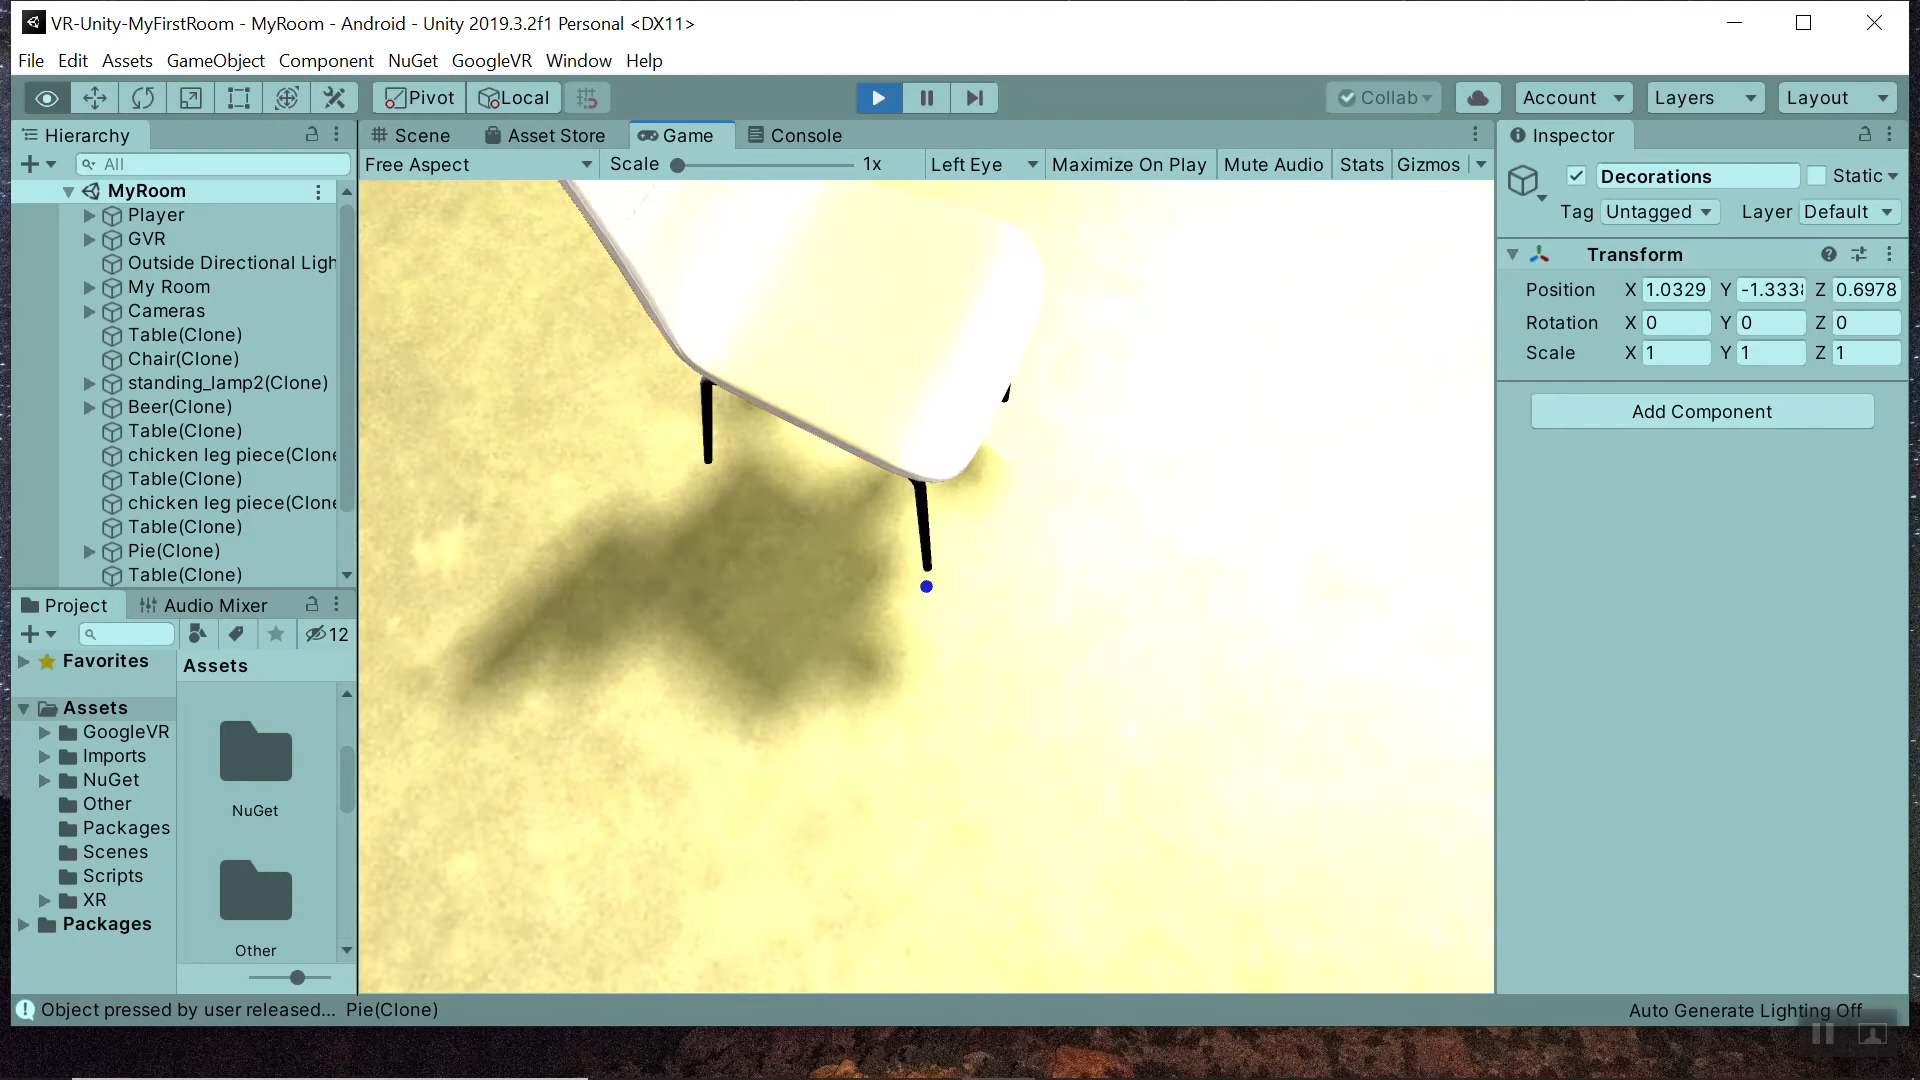 VR-Unity-MyFirstRoom - MyRoom - Android - Unity 2019.3.2f1 Personal <DX11>
File Edit Assets GameObject Component NuGet GoogleVR Window Help
Pivot Local Collab Account Layers Layout
Hierarchy Scene Asset Store Game Console Inspector
All Free Aspect Scale 1x Left Eye Maximize On Play Mute Audio Stats Gizmos
Decorations Static
Tag Untagged Layer Default
Transform
Position X 1.0329 Y -1.333 Z 0.6978
Rotation X 0 Y 0 Z 0
Scale X 1 Y 1 Z 1
Add Component
MyRoom
Player
GVR
Outside Directional Ligh
My Room
Cameras
Table(Clone)
Chair(Clone)
standing_lamp2(Clone)
Beer(Clone)
Table(Clone)
chicken leg piece(Clone
Table(Clone)
chicken leg piece(Clone
Table(Clone)
Pie(Clone)
Table(Clone)
Project Audio Mixer
12
Favorites
Assets
GoogleVR
Imports
NuGet
Other
Packages
Scenes
Scripts
XR
Packages
Assets
NuGet
Other
Object pressed by user released... Pie(Clone)
Auto Generate Lighting Off